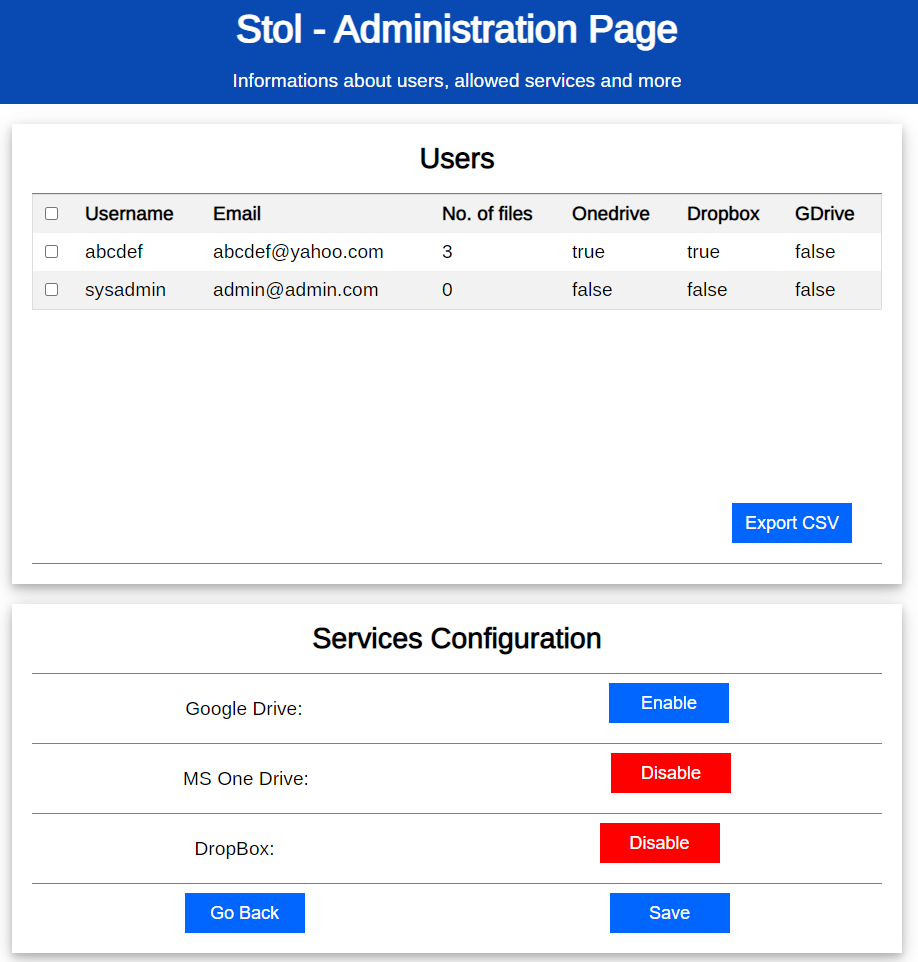 Stol - Administration Page
Informations about users, allowed services and more
Users
Username Email No. of files Onedrive Dropbox GDrive
abcdef abcdef@yahoo.com 3 true true false
sysadmin admin@admin.com 0 false false false
Export CSV
Services Configuration
Google Drive: Enable
MS One Drive: Disable
DropBox: Disable
Go Back Save